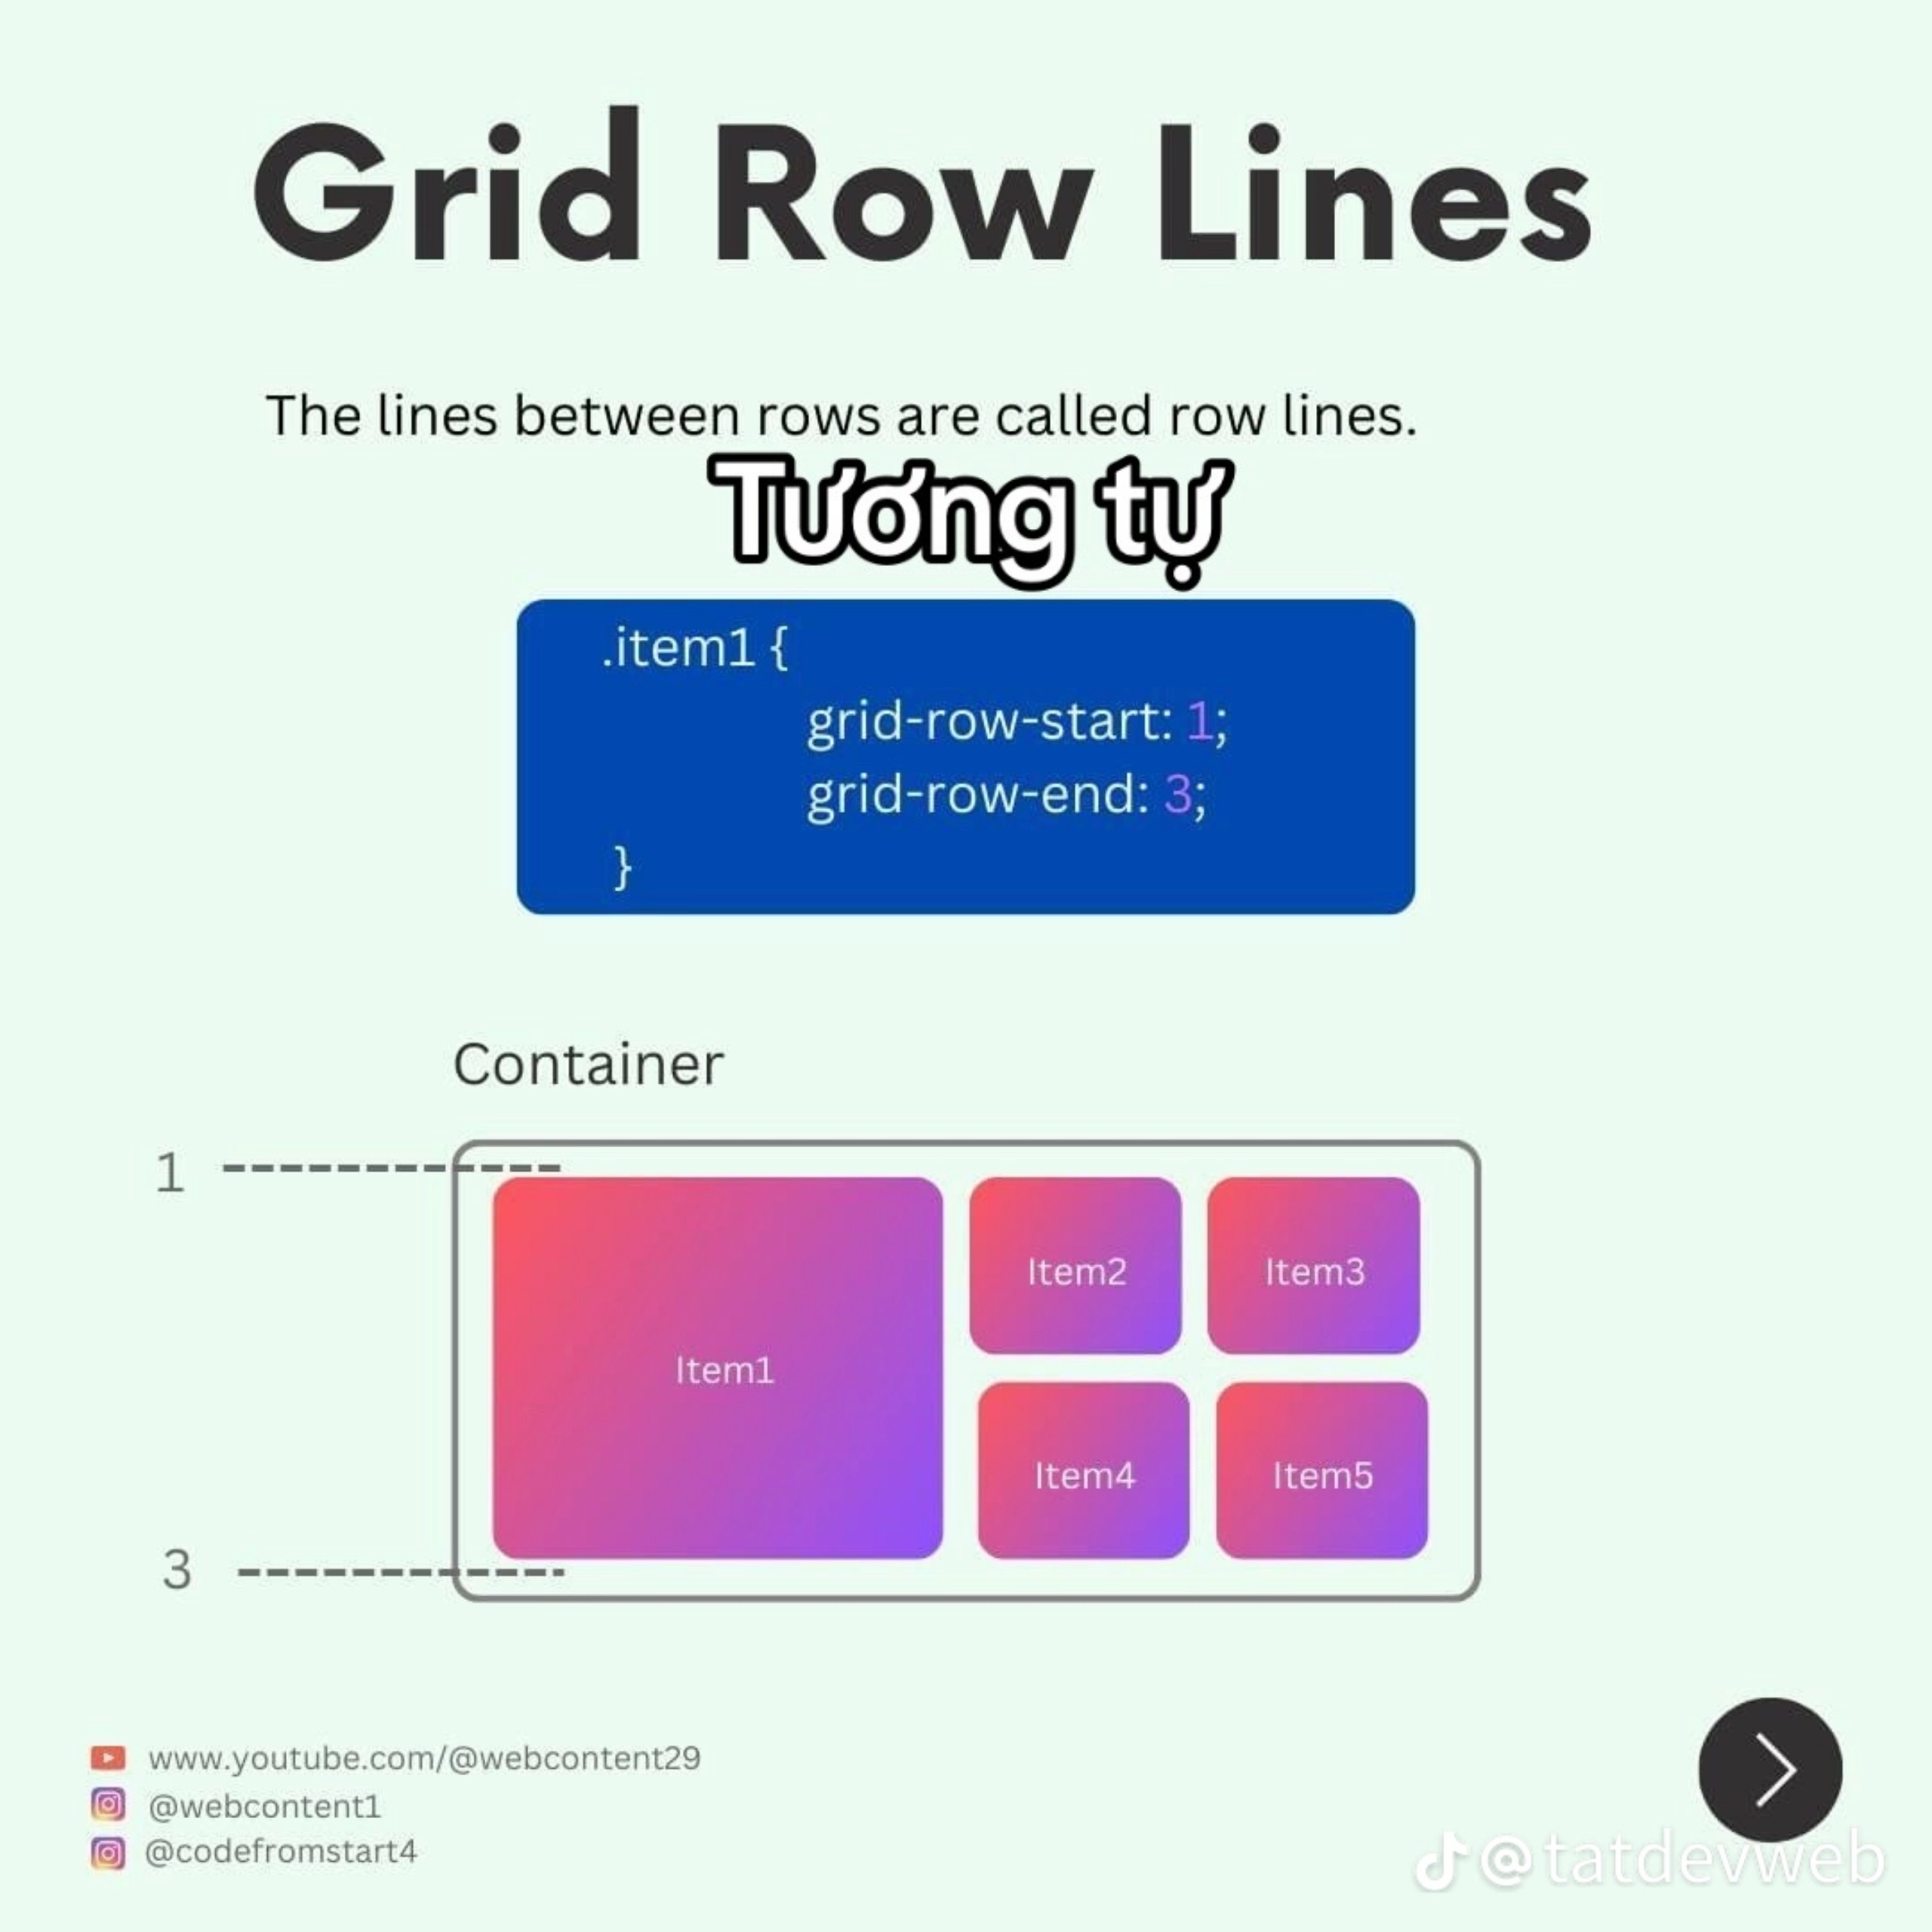 Grid Row Lines
The lines between rows are called row lines.
Tương tự
.item1 {
grid-row-start: 1;
grid-row-end: 3;
}
Container
1
Item1
Item2
Item3
Item4
Item5
3
www.youtube.com/@webcontent29
@webcontent1
@codefromstart4
@tatdevweb